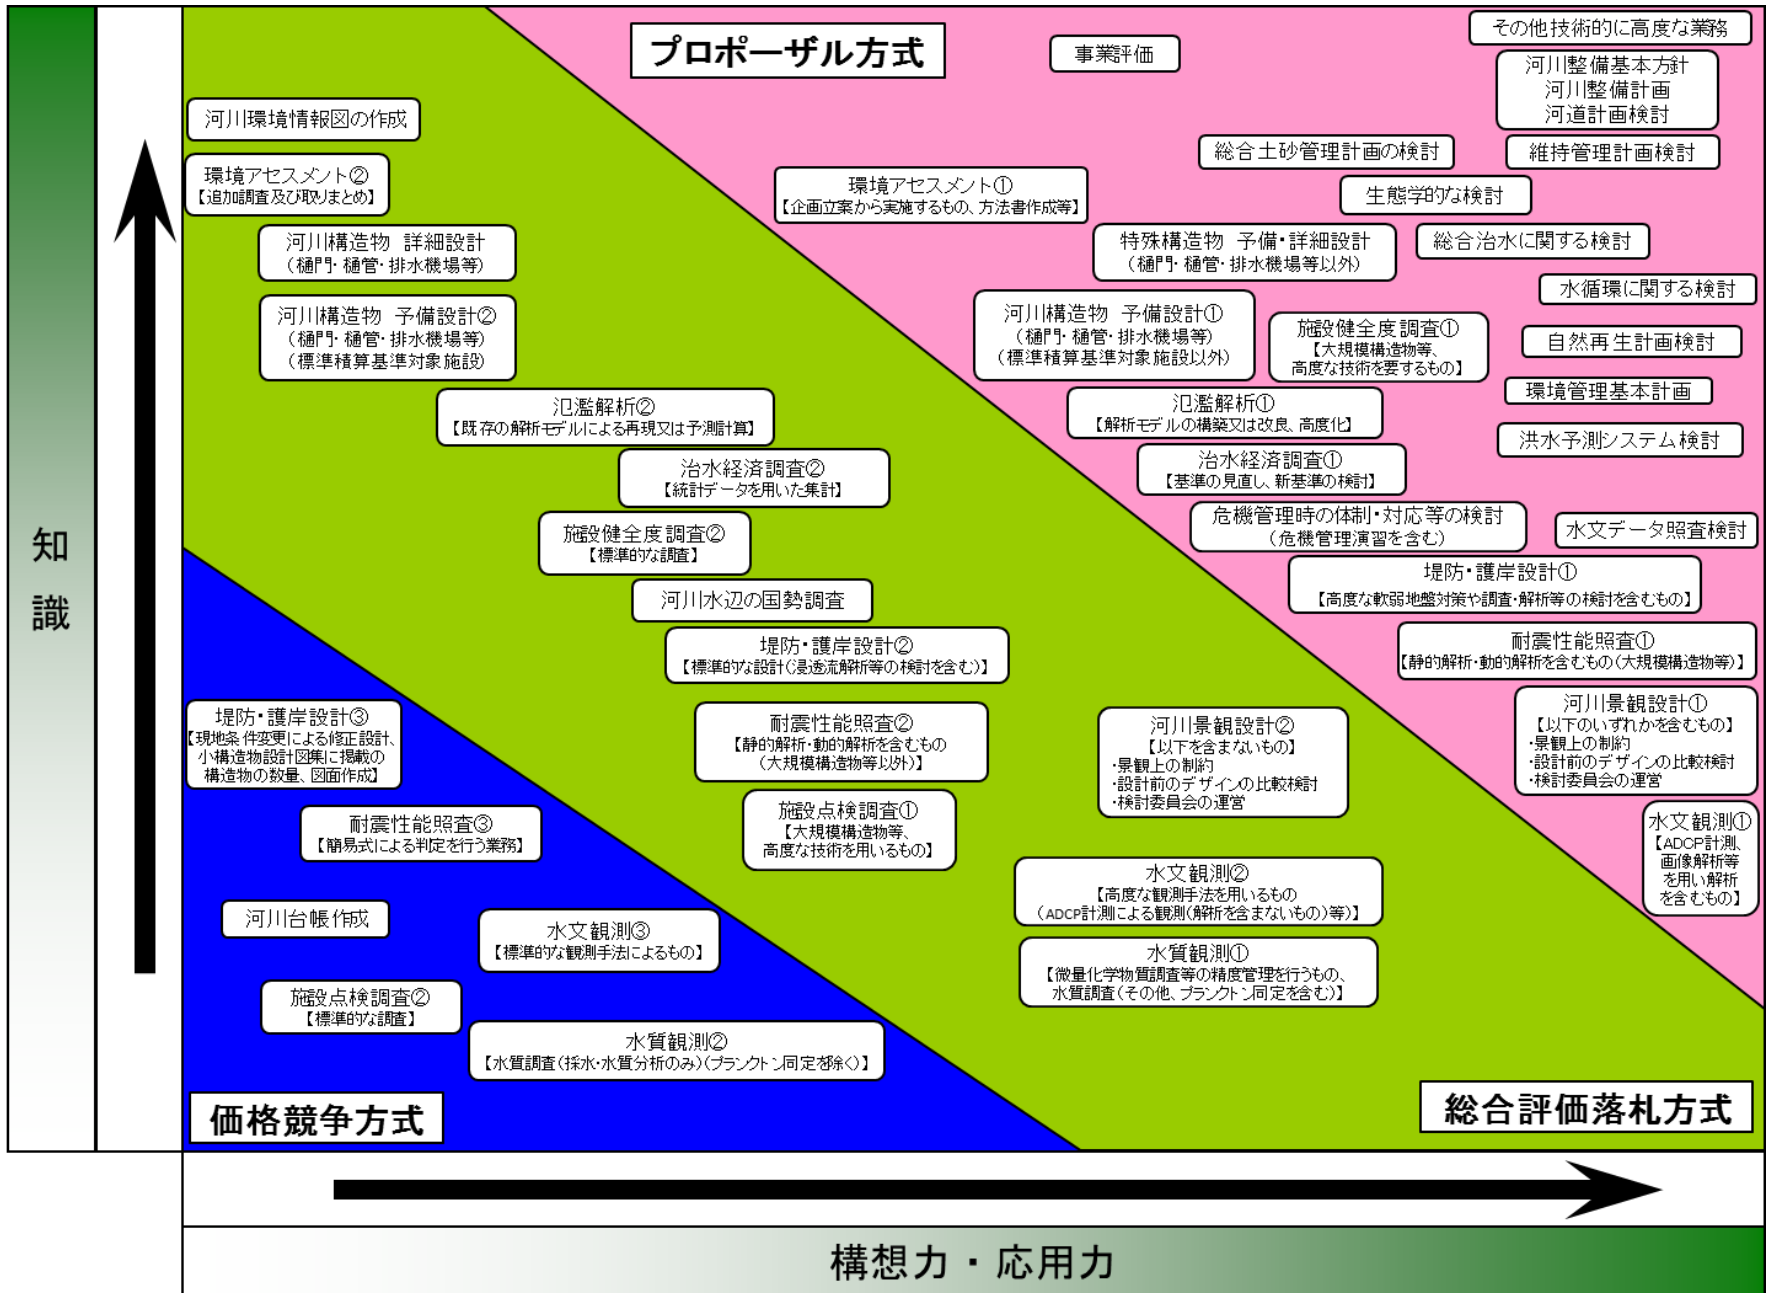 プロポーザル方式
事業評価
その他技術的に高度な業務
河川整備基本方針
河川整備計画
河道計画検討
総合土砂管理計画の検討
維持管理計画検討
環境アセスメント①
【企画立案から実施するもの、方法書作成等】
生態学的な検討
特殊構造物 予備・詳細設計
(樋門・樋管・排水機場等以外)
総合治水に関する検討
水循環に関する検討
河川構造物 予備設計①
(樋門・樋管・排水機場等)
(標準積算基準対象施設以外)
施設健全度調査①
【大規模構造物等、
高度な技術を要するもの】
自然再生計画検討
環境管理基本計画
氾濫解析①
【解析モデルの構築又は改良、高度化】
洪水予測システム検討
治水経済調査①
【基準の見直し、新基準の検討】
危機管理時の体制・対応等の検討
(危機管理演習を含む)
水文データ照査検討
堤防・護岸設計①
【高度な軟弱地盤対策や調査・解析等の検討を含むもの】
耐震性能照査①
【静的解析・動的解析を含むもの(大規模構造物等)】
河川景観設計①
【以下のいずれかを含むもの】
・景観上の制約
・設計前のデザインの比較検討
・検討委員会の運営
水文観測①
【ADCP計測、
画像解析等
を用い解析
を含むもの】
河川環境情報図の作成
環境アセスメント②
【追加調査及び取りまとめ】
河川構造物 詳細設計
(樋門・樋管・排水機場等)
河川構造物 予備設計②
(樋門・樋管・排水機場等)
(標準積算基準対象施設)
氾濫解析②
【既存の解析モデルによる再現又は予測計算】
治水経済調査②
【統計データを用いた集計】
施設健全度調査②
【標準的な調査】
河川水辺の国勢調査
堤防・護岸設計②
【標準的な設計(浸透流解析等の検討を含む)】
耐震性能照査②
【静的解析・動的解析を含むもの
(大規模構造物等以外)】
河川景観設計②
【以下を含まないもの】
・景観上の制約
・設計前のデザインの比較検討
・検討委員会の運営
施設点検調査①
【大規模構造物等、
高度な技術を用いるもの】
水文観測②
【高度な観測手法を用いるもの
(ADCP計測による観測(解析を含まないもの)等)】
水質観測①
【微量化学物質調査等の精度管理を行うもの、
水質調査(その他、プランクトン同定を含む)】
総合評価落札方式
堤防・護岸設計③
【現地条件変更による修正設計、
小構造物設計図集に掲載の
構造物の数量、図面作成】
耐震性能照査③
【簡易式による判定を行う業務】
河川台帳作成
水文観測③
【標準的な観測手法によるもの】
施設点検調査②
【標準的な調査】
水質観測②
【水質調査(採水・水質分析のみ)(プランクトン同定を除く)】
価格競争方式
知識
構想力・応用力